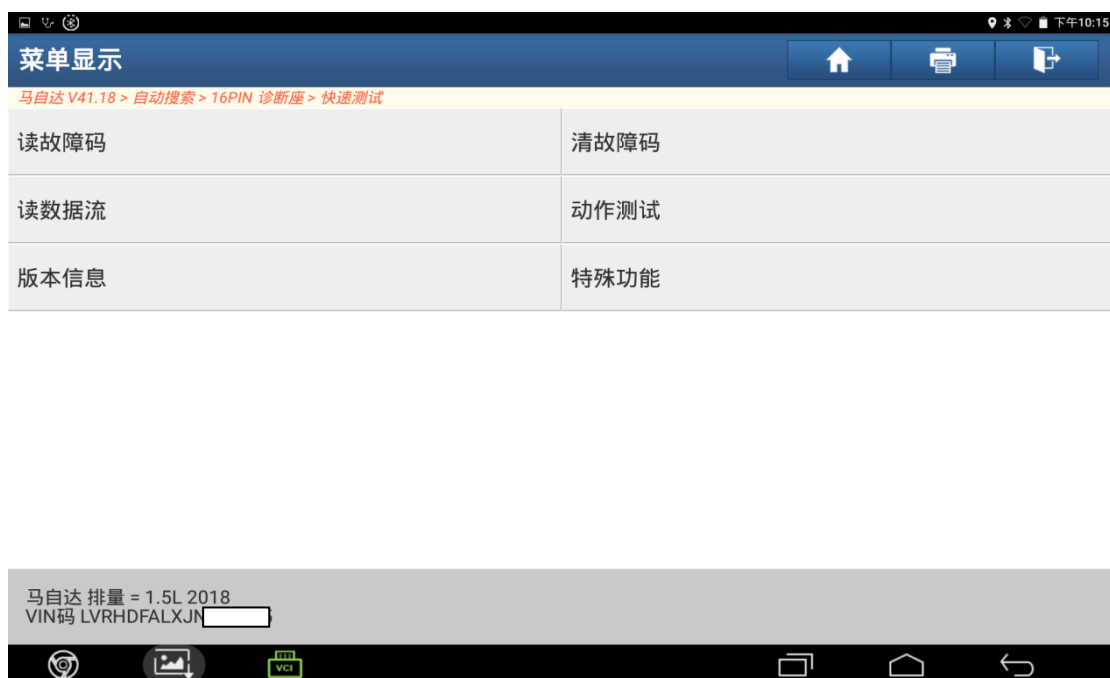 下午10:15
菜单显示
马自达 V41.18 > 自动搜索 > 16PIN 诊断座 > 快速测试
读故障码 清故障码
读数据流 动作测试
版本信息 特殊功能
马自达 排量 = 1.5L 2018
VIN码 LVRHDFALXJN
VCI